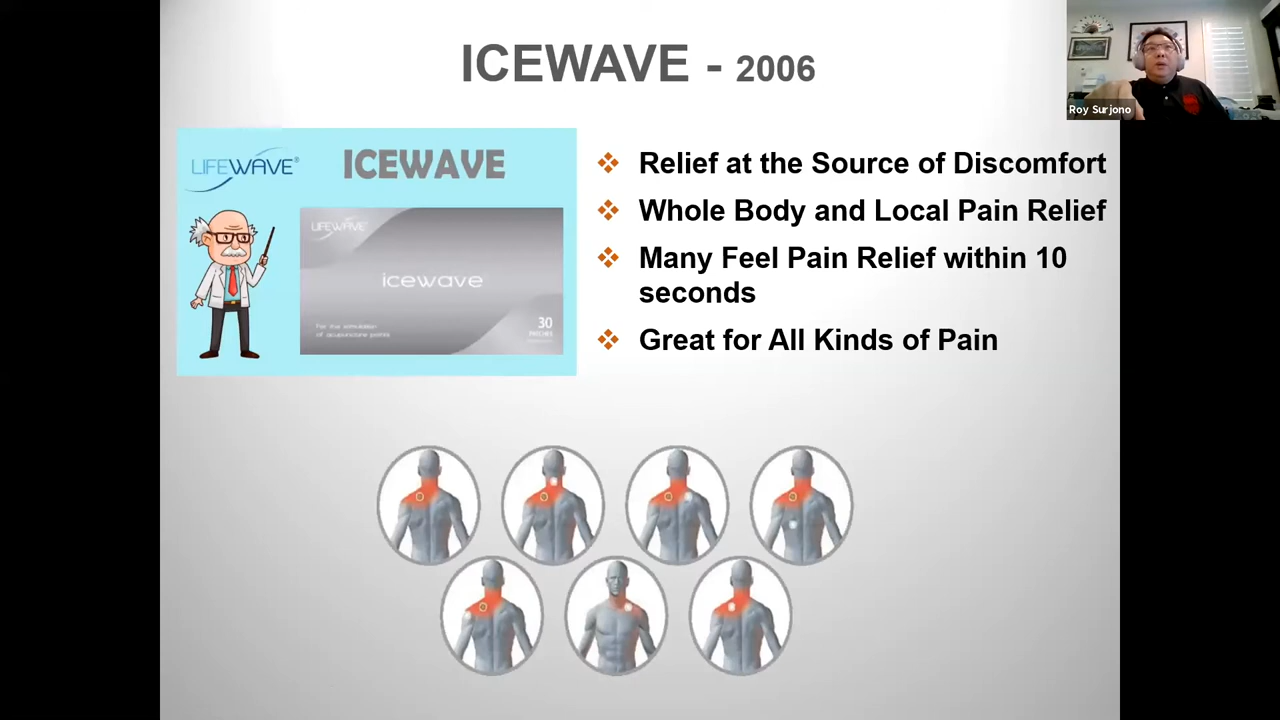 ICEWAVE - 2006
Roy Surjono
LIFEWAVE®
ICEWAVE
LIFEWAVE
icewave
For the stimulation
of acupuncture points
30
PATCHES
❖ Relief at the Source of Discomfort
❖ Whole Body and Local Pain Relief
❖ Many Feel Pain Relief within 10
seconds
❖ Great for All Kinds of Pain